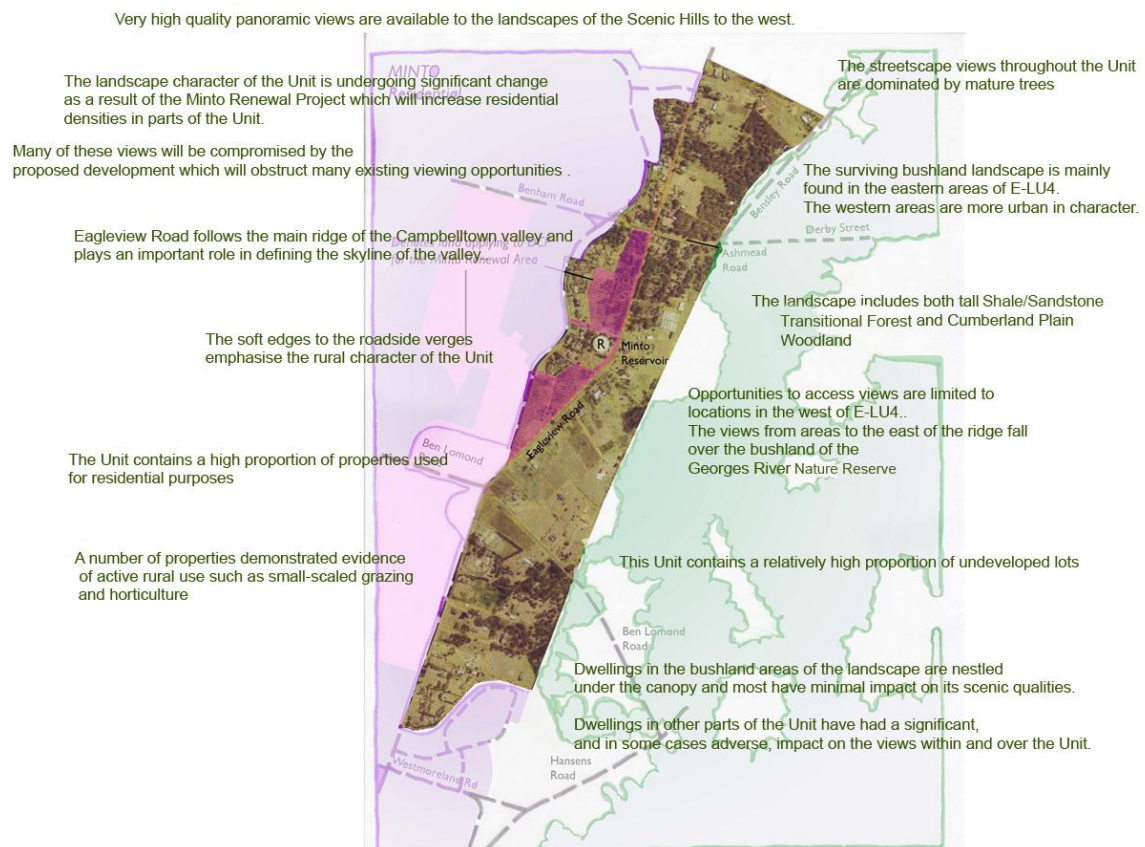 Very high quality panoramic views are available to the landscapes of the Scenic Hills to the west.
MINTO
Residential
The landscape character of the Unit is undergoing significant change
as a result of the Minto Renewal Project which will increase residential
densities in parts of the Unit.
The streetscape views throughout the Unit
are dominated by mature trees
Many of these views will be compromised by the
proposed development which will obstruct many existing viewing opportunities .
Benham Road
The surviving bushland landscape is mainly
found in the eastern areas of E-LU4.
The western areas are more urban in character.
Bensley Road
Derby Street
Ashmead
Road
Eagleview Road follows the main ridge of the Campbelltown valley and
plays an important role in defining the skyline of the valley..
Denotes land applying to DCP
for the Minto Renewal Area
The landscape includes both tall Shale/Sandstone
Transitional Forest and Cumberland Plain
Woodland
The soft edges to the roadside verges
emphasise the rural character of the Unit
R
Minto
Reservoir
Opportunities to access views are limited to
locations in the west of E-LU4..
The views from areas to the east of the ridge fall
over the bushland of the
Georges River Nature Reserve
Eagleview Road
Ben Lomond
Road
The Unit contains a high proportion of properties used
for residential purposes
A number of properties demonstrated evidence
of active rural use such as small-scaled grazing
and horticulture
This Unit contains a relatively high proportion of undeveloped lots
Ben Lomond
Road
Dwellings in the bushland areas of the landscape are nestled
under the canopy and most have minimal impact on its scenic qualities.
Dwellings in other parts of the Unit have had a significant,
and in some cases adverse, impact on the views within and over the Unit.
Hansens
Road
Westmoreland Rd